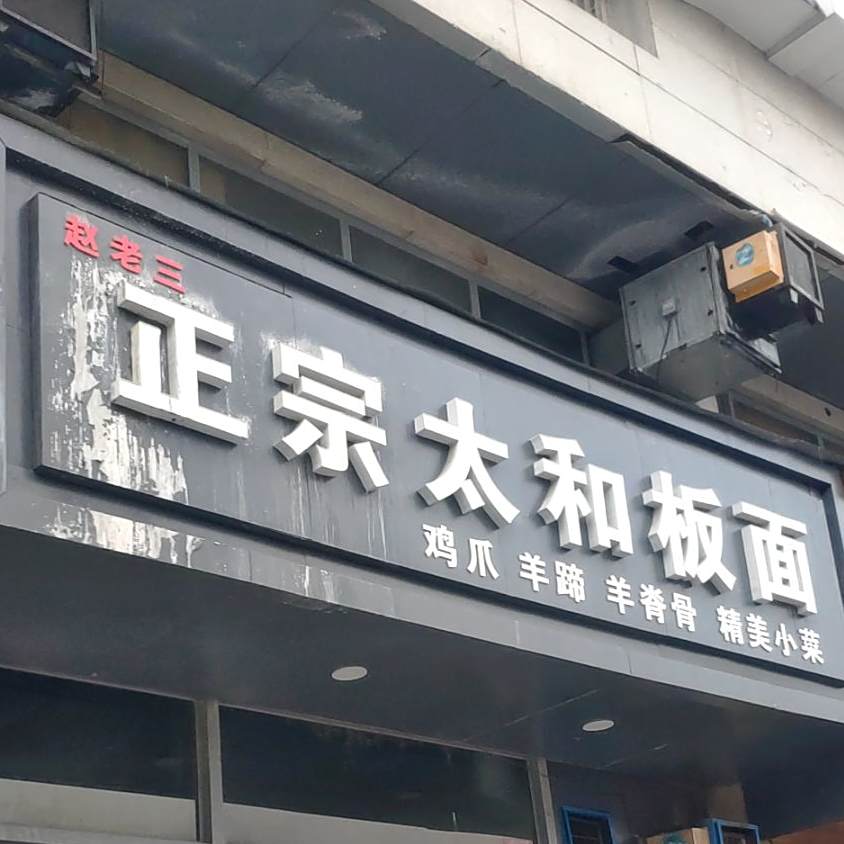 赵老三
正宗太和板面
鸡爪 羊蹄 羊脊骨 精美小菜